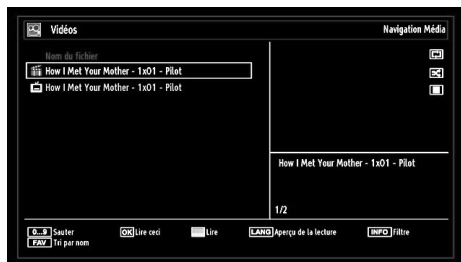 Vidéos
Navigation Média
Nom du fichier
How I Met Your Mother - 1x01 - Pilot
How I Met Your Mother - 1x01 - Pilot
How I Met Your Mother - 1x01 - Pilot
1/2
0...9 Sauter
OK Lire ceci
Lire
LANG Aperçu de la lecture
INFO Filtre
FAV Tri par nom